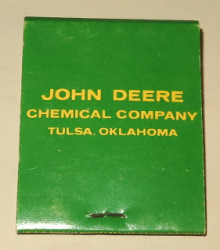 JOHN DEERE
CHEMICAL COMPANY
TULSA, OKLAHOMA